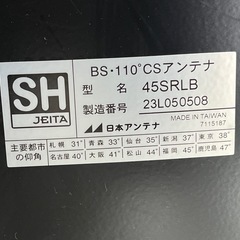 SH
JEITA
BS・110°CSアンテナ
型 名 45SRLB
製造番号 23L050508
MADE IN TAIWAN
日本アンテナ 7115187
主要都市の仰角
札幌 31° 青森 33° 仙台 35° 新潟 37° 東京 38°
名古屋 40° 大阪 41° 高松 44° 福岡 45° 鹿児島 47°